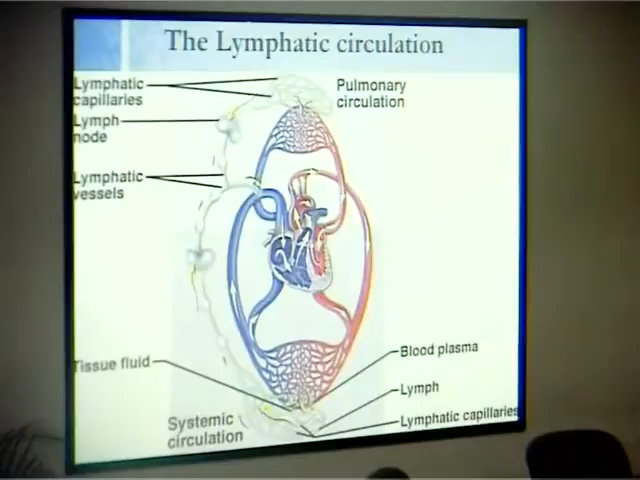 The Lymphatic circulation
Lymphatic
capillaries
Pulmonary
circulation
Lymph
node
Lymphatic
vessels
Tissue fluid
Blood plasma
Lymph
Lymphatic capillaries
Systemic
circulation